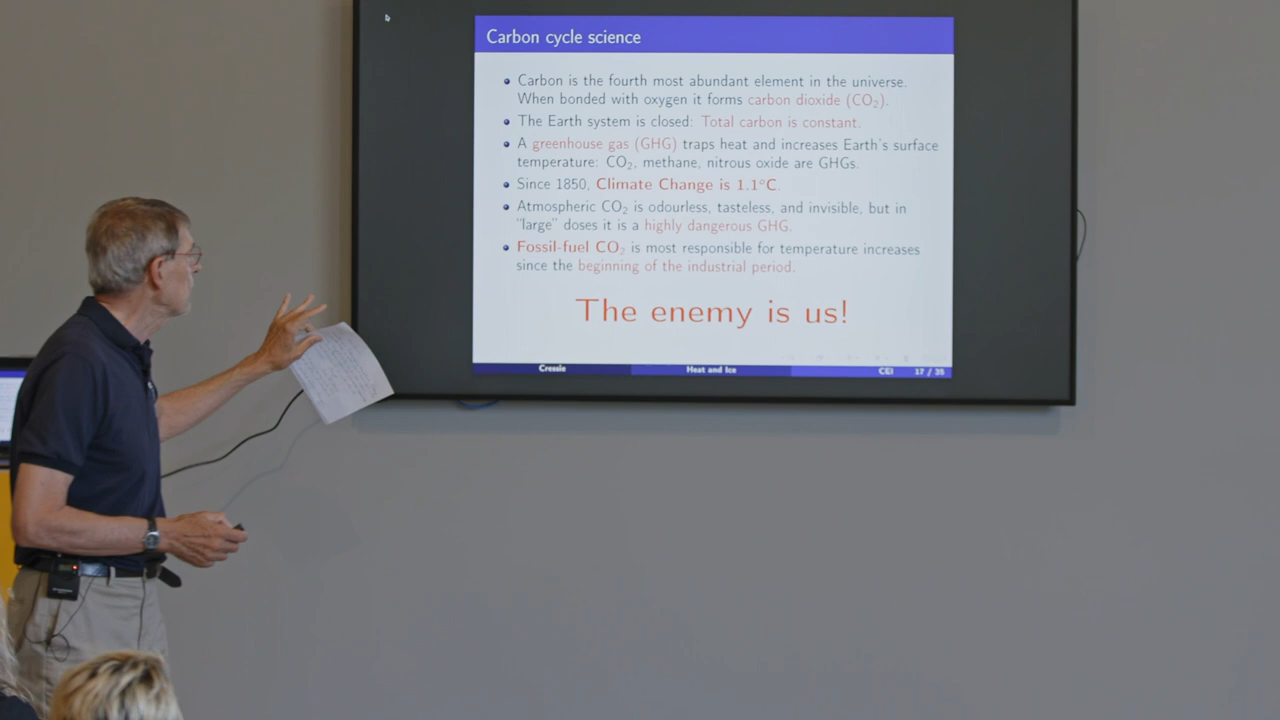 Carbon cycle science
Carbon is the fourth most abundant element in the universe.
When bonded with oxygen it forms carbon dioxide (CO₂).
The Earth system is closed: Total carbon is constant.
A greenhouse gas (GHG) traps heat and increases Earth's surface
temperature: CO₂, methane, nitrous oxide are GHGs.
Since 1850, Climate Change is 1.1°C.
Atmospheric CO₂ is odourless, tasteless, and invisible, but in
"large" doses it is a highly dangerous GHG.
Fossil-fuel CO₂ is most responsible for temperature increases
since the beginning of the industrial period.
The enemy is us!
Cressie Heat and Ice CEI 17 / 35